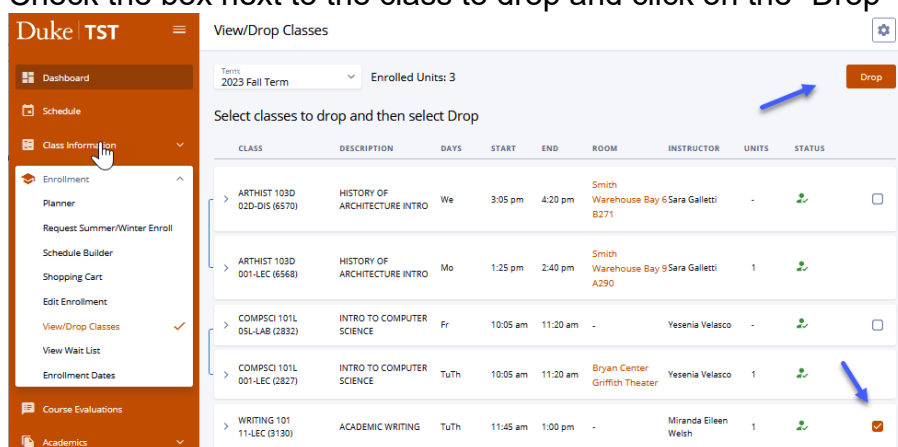 Check the box next to the class to drop and click on the "Drop"
Duke TST
View/Drop Classes
Dashboard
Term:
2023 Fall Term
Enrolled Units: 3
Drop
Schedule
Select classes to drop and then select Drop
Class Information
CLASS DESCRIPTION DAYS START END ROOM INSTRUCTOR UNITS STATUS
Enrollment
Planner
Request Summer/Winter Enroll
Schedule Builder
Shopping Cart
Edit Enrollment
View/Drop Classes
View Wait List
Enrollment Dates
Course Evaluations
Academics
ARTHIST 103D HISTORY OF Smith
02D-DIS (6570) ARCHITECTURE INTRO We 3:05 pm 4:20 pm Warehouse Bay 6 Sara Galletti -
B271
ARTHIST 103D HISTORY OF Smith
001-LEC (6568) ARCHITECTURE INTRO Mo 1:25 pm 2:40 pm Warehouse Bay 9 Sara Galletti 1
A290
COMPSCI 101L INTRO TO COMPUTER
05L-LAB (2832) SCIENCE Fr 10:05 am 11:20 am - Yesenia Velasco -
COMPSCI 101L INTRO TO COMPUTER Bryan Center
001-LEC (2827) SCIENCE TuTh 10:05 am 11:20 am Griffith Theater Yesenia Velasco 1
WRITING 101 Miranda Eileen
11-LEC (3130) ACADEMIC WRITING TuTh 11:45 am 1:00 pm - Welsh 1